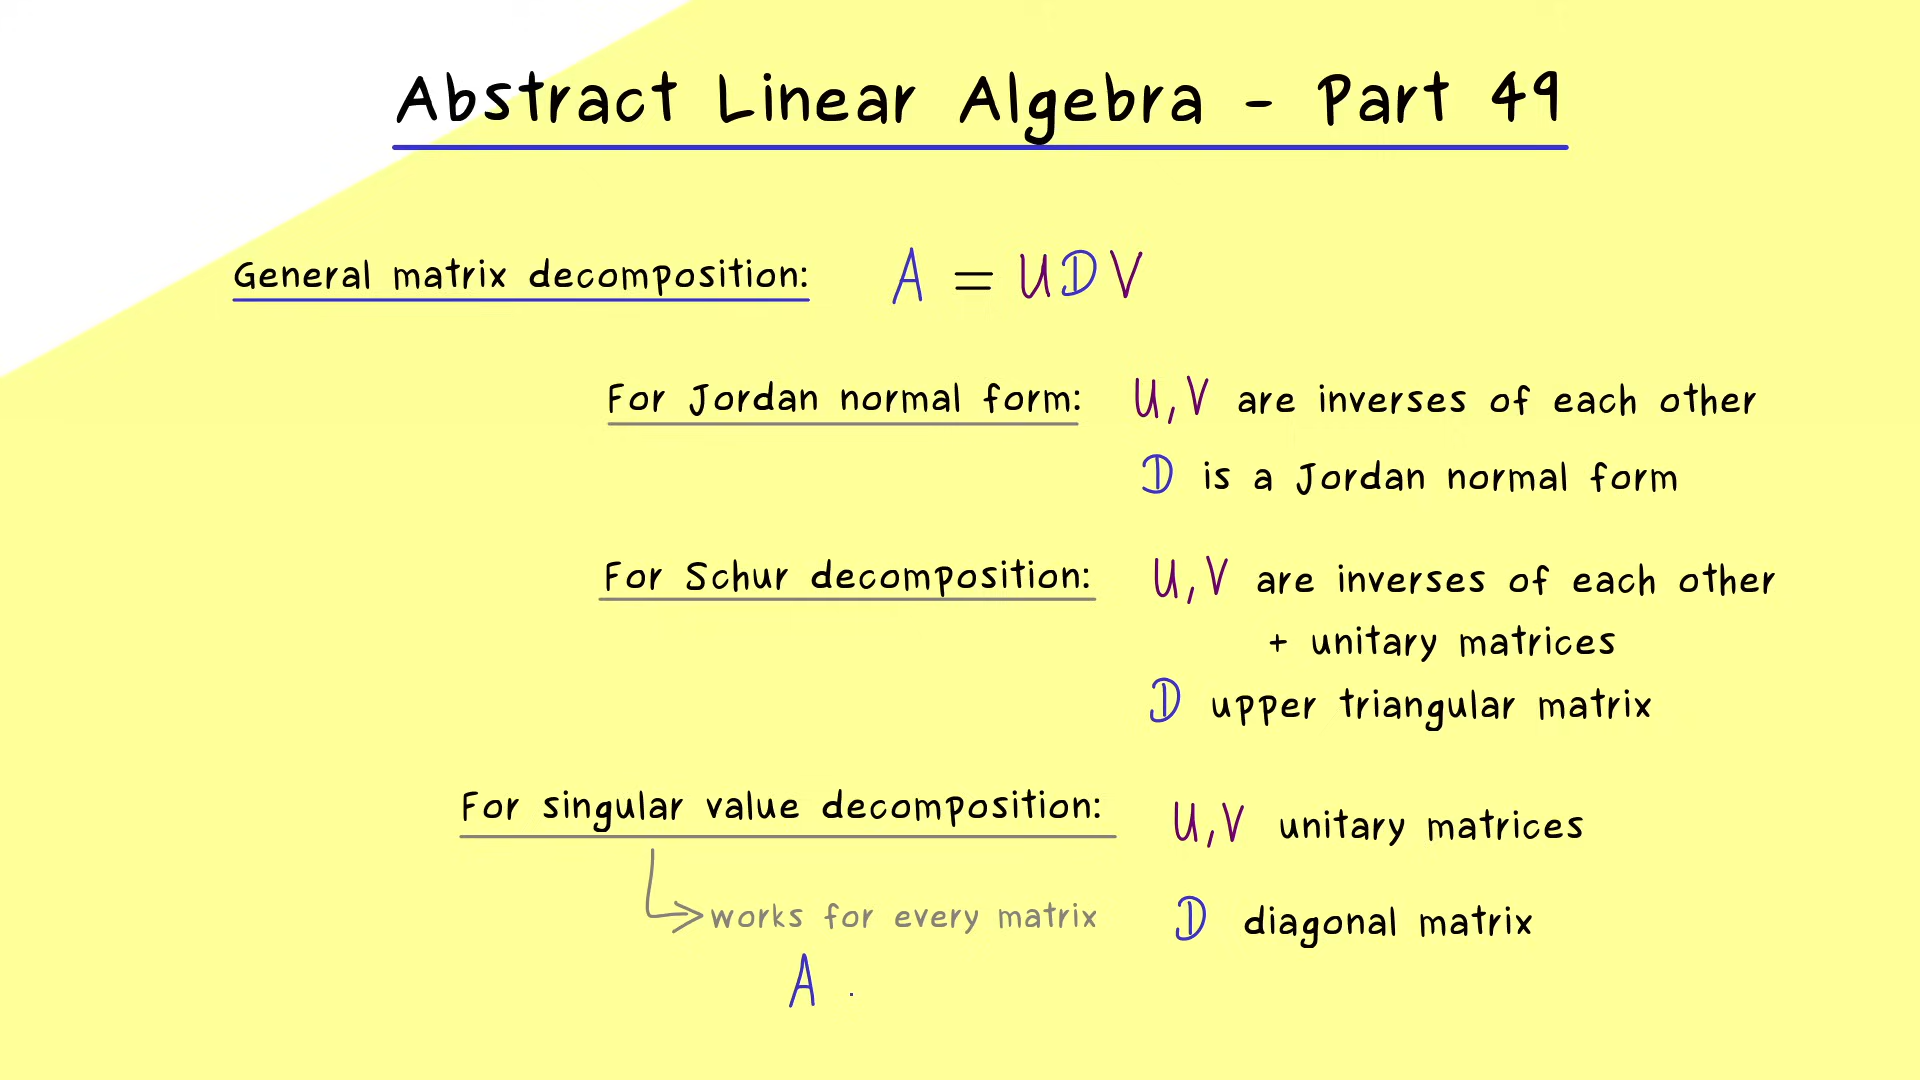 Abstract Linear Algebra - Part 49
General matrix decomposition: A = UDV
For Jordan normal form: U, V are inverses of each other
D is a Jordan normal form
For Schur decomposition: U, V are inverses of each other
+ unitary matrices
D upper triangular matrix
For singular value decomposition: U, V unitary matrices
works for every matrix D diagonal matrix
A